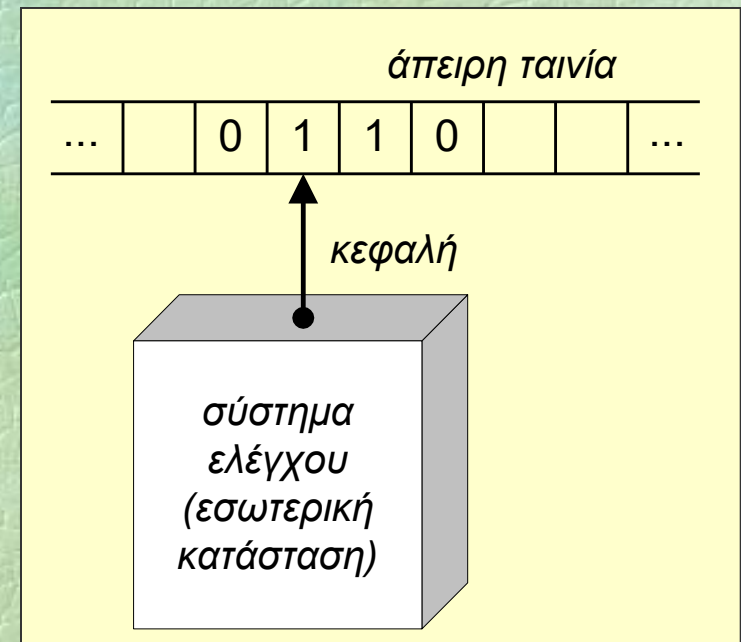 άπειρη ταινία
... 0 1 1 0 ...
κεφαλή
σύστημα
ελέγχου
(εσωτερική
κατάσταση)